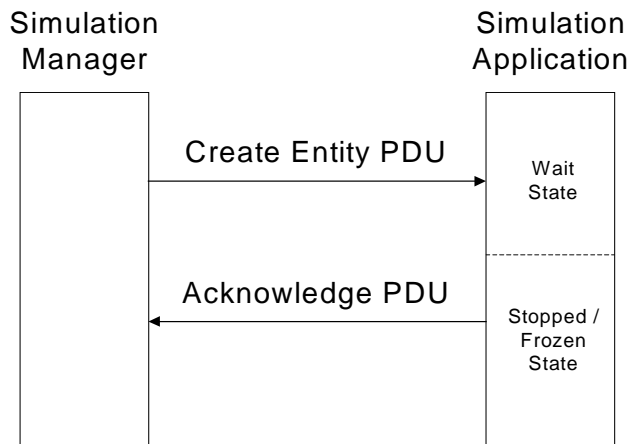 Simulation
Manager
Simulation
Application
Create Entity PDU
Wait
State
Acknowledge PDU
Stopped /
Frozen
State